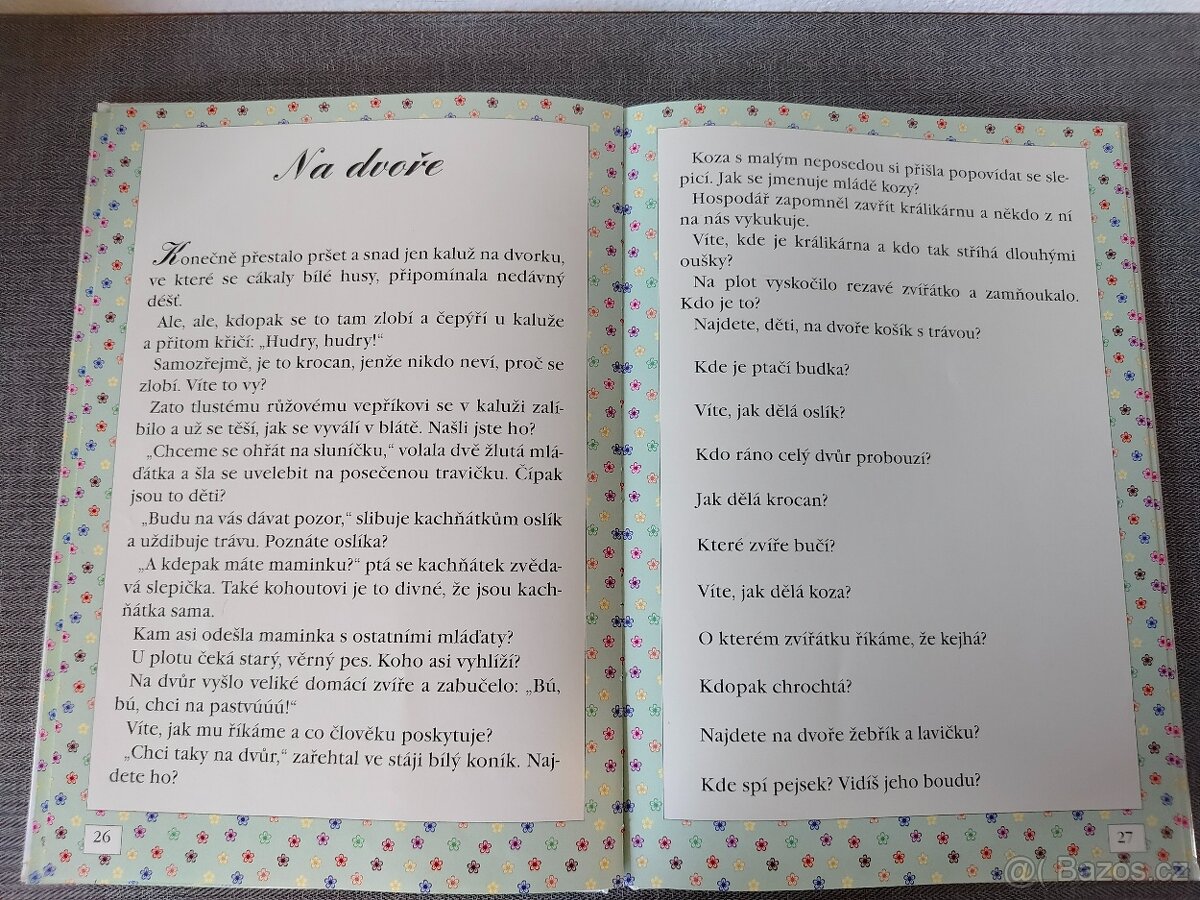 Na dvoře
Konečně přestalo pršet a snad jen kaluž na dvorku,
ve které se cákaly bílé husy, připomínala nedávný
déšť.
Ale, ale, kdopak se to tam zlobí a čepýří u kaluže
a přitom křičí: „Hudry, hudry!“
Samozřejmě, je to krocan, jenže nikdo neví, proč se
zlobí. Víte to vy?
Zato tlustému růžovému vepříkovi se v kaluži zalí-
bilo a už se těší, jak se vyválí v blátě. Našli jste ho?
„Chceme se ohřát na sluníčku,“ volala dvě žlutá mlá-
ďátka a šla se uvelebit na posečenou travičku. Čípak
jsou to děti?
„Budu na vás dávat pozor,“ slibuje kachňátkům oslík
a uždibuje trávu. Poznáte oslíka?
„A kdepak máte maminku?“ ptá se kachňátek zvěda-
vá slepička. Také kohoutovi je to divné, že jsou kach-
ňátka sama.
Kam asi odešla maminka s ostatními mláďaty?
U plotu čeká starý, věrný pes. Koho asi vyhlíží?
Na dvůr vyšlo veliké domácí zvíře a zabučelo: „Bú,
bú, chci na pastvúúú!“
Víte, jak mu říkáme a co člověku poskytuje?
„Chci taky na dvůr,“ zařehtal ve stáji bílý koník. Naj-
dete ho?
26
Koza s malým neposedou si přišla popovídat se sle-
picí. Jak se jmenuje mládě kozy?
Hospodář zapomněl zavřít králikárnu a někdo z ní
na nás vykukuje.
Víte, kde je králikárna a kdo tak stříhá dlouhými
oušky?
Na plot vyskočilo rezavé zvířátko a zamňoukalo.
Kdo je to?
Najdete, děti, na dvoře košík s trávou?
Kde je ptačí budka?
Víte, jak dělá oslík?
Kdo ráno celý dvůr probouzí?
Jak dělá krocan?
Které zvíře bučí?
Víte, jak dělá koza?
O kterém zvířátku říkáme, že kejhá?
Kdopak chrochtá?
Najdete na dvoře žebřík a lavičku?
Kde spí pejsek? Vidíš jeho boudu?
27
@( Bazos.cz